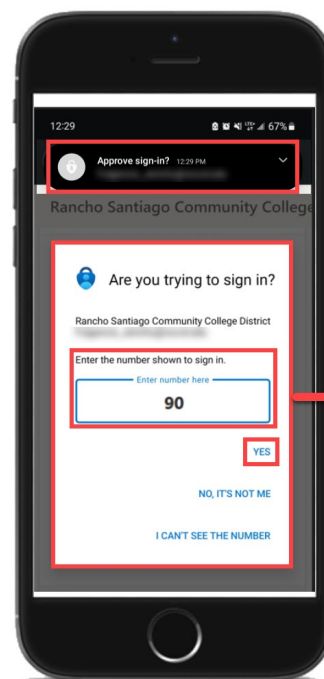 12:29
LTE+ 67%
Approve sign-in? 12:29 PM
Rancho Santiago Community College
Are you trying to sign in?
Rancho Santiago Community College District
Enter the number shown to sign in.
Enter number here
90
YES
NO, IT'S NOT ME
I CAN'T SEE THE NUMBER